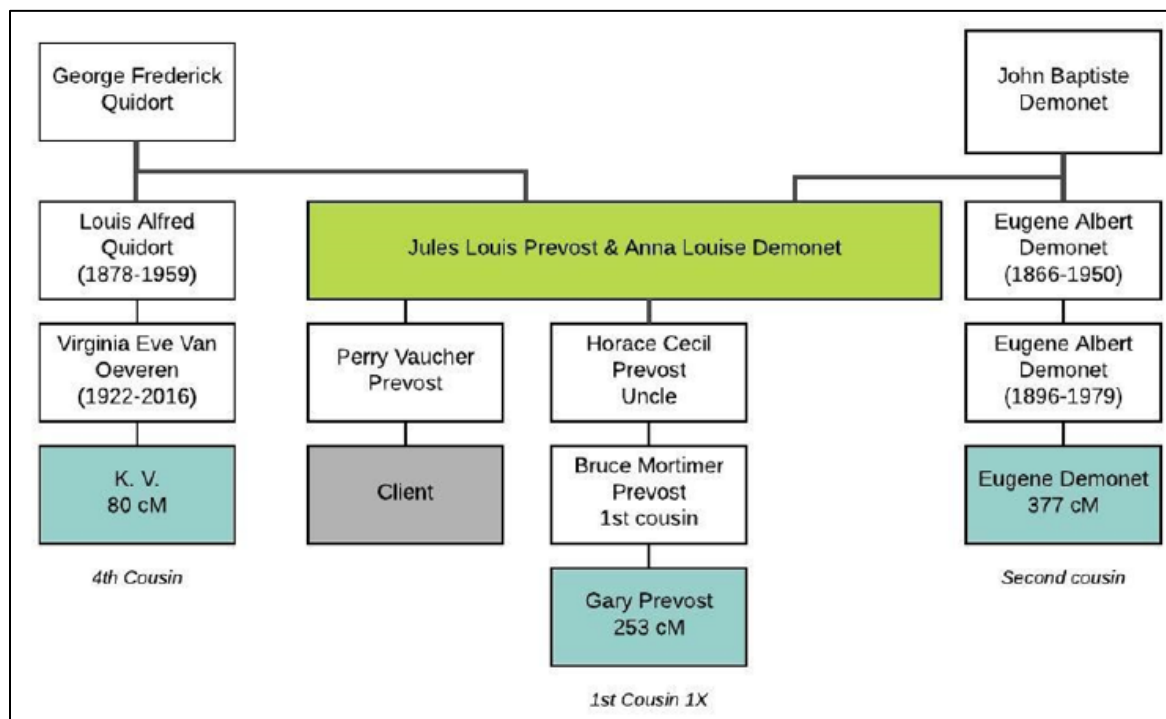 George Frederick
Quidort
John Baptiste
Demonet
Louis Alfred
Quidort
(1878-1959)
Jules Louis Prevost & Anna Louise Demonet
Eugene Albert
Demonet
(1866-1950)
Virginia Eve Van
Oeveren
(1922-2016)
Perry Vaucher
Prevost
Horace Cecil
Prevost
Uncle
Eugene Albert
Demonet
(1896-1979)
K. V.
80 cM
Client
Bruce Mortimer
Prevost
1st cousin
Eugene Demonet
377 cM
4th Cousin
Second cousin
Gary Prevost
253 cM
1st Cousin 1X